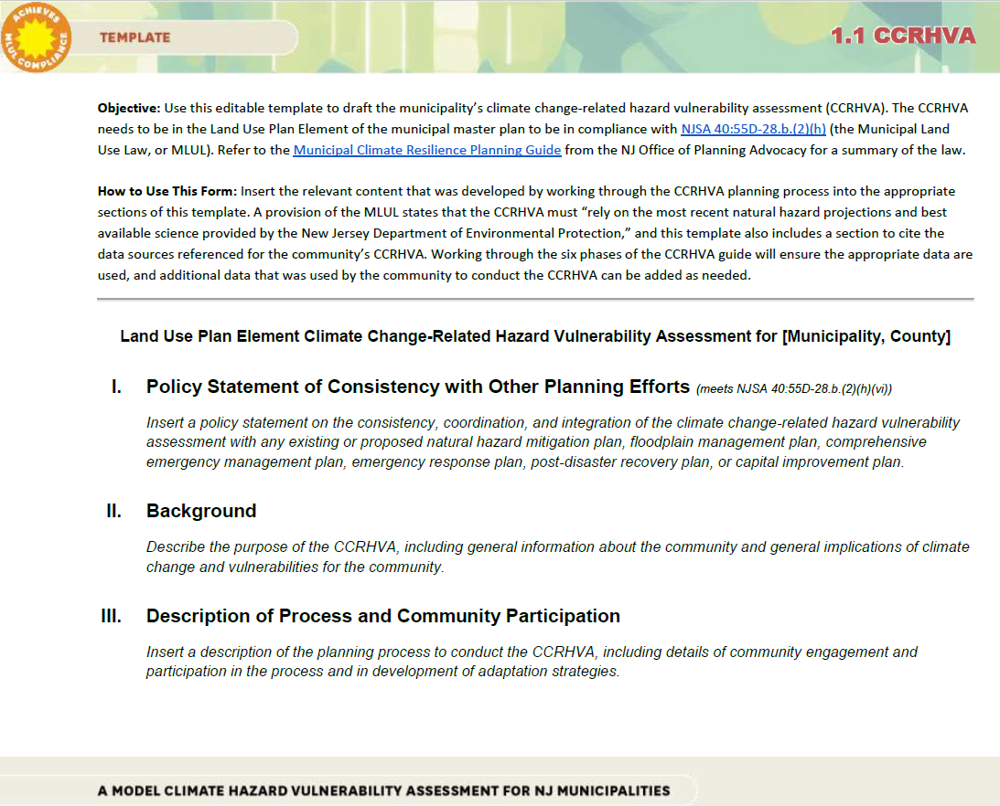 ACHIEVES
MLUL COMPLIANCE
TEMPLATE
1.1 CCRHVA
Objective: Use this editable template to draft the municipality’s climate change-related hazard vulnerability assessment (CCRHVA). The CCRHVA
needs to be in the Land Use Plan Element of the municipal master plan to be in compliance with NJSA 40:55D-28.b.(2)(h) (the Municipal Land
Use Law, or MLUL). Refer to the Municipal Climate Resilience Planning Guide from the NJ Office of Planning Advocacy for a summary of the law.
How to Use This Form: Insert the relevant content that was developed by working through the CCRHVA planning process into the appropriate
sections of this template. A provision of the MLUL states that the CCRHVA must “rely on the most recent natural hazard projections and best
available science provided by the New Jersey Department of Environmental Protection,” and this template also includes a section to cite the
data sources referenced for the community’s CCRHVA. Working through the six phases of the CCRHVA guide will ensure the appropriate data are
used, and additional data that was used by the community to conduct the CCRHVA can be added as needed.
Land Use Plan Element Climate Change-Related Hazard Vulnerability Assessment for [Municipality, County]
I. Policy Statement of Consistency with Other Planning Efforts (meets NJSA 40:55D-28.b.(2)(h)(vi))
Insert a policy statement on the consistency, coordination, and integration of the climate change-related hazard vulnerability
assessment with any existing or proposed natural hazard mitigation plan, floodplain management plan, comprehensive
emergency management plan, emergency response plan, post-disaster recovery plan, or capital improvement plan.
II. Background
Describe the purpose of the CCRHVA, including general information about the community and general implications of climate
change and vulnerabilities for the community.
III. Description of Process and Community Participation
Insert a description of the planning process to conduct the CCRHVA, including details of community engagement and
participation in the process and in development of adaptation strategies.
A MODEL CLIMATE HAZARD VULNERABILITY ASSESSMENT FOR NJ MUNICIPALITIES